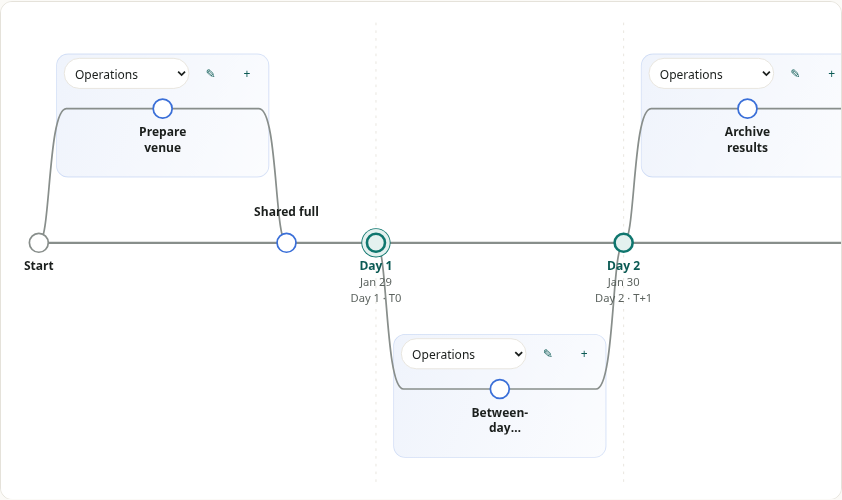 Operations ✎ +
Operations ✎ +
Prepare
venue
Archive
results
Shared full
Start
Day 1
Jan 29
Day 1 · T0
Day 2
Jan 30
Day 2 · T+1
Operations ✎ +
Between-
day...